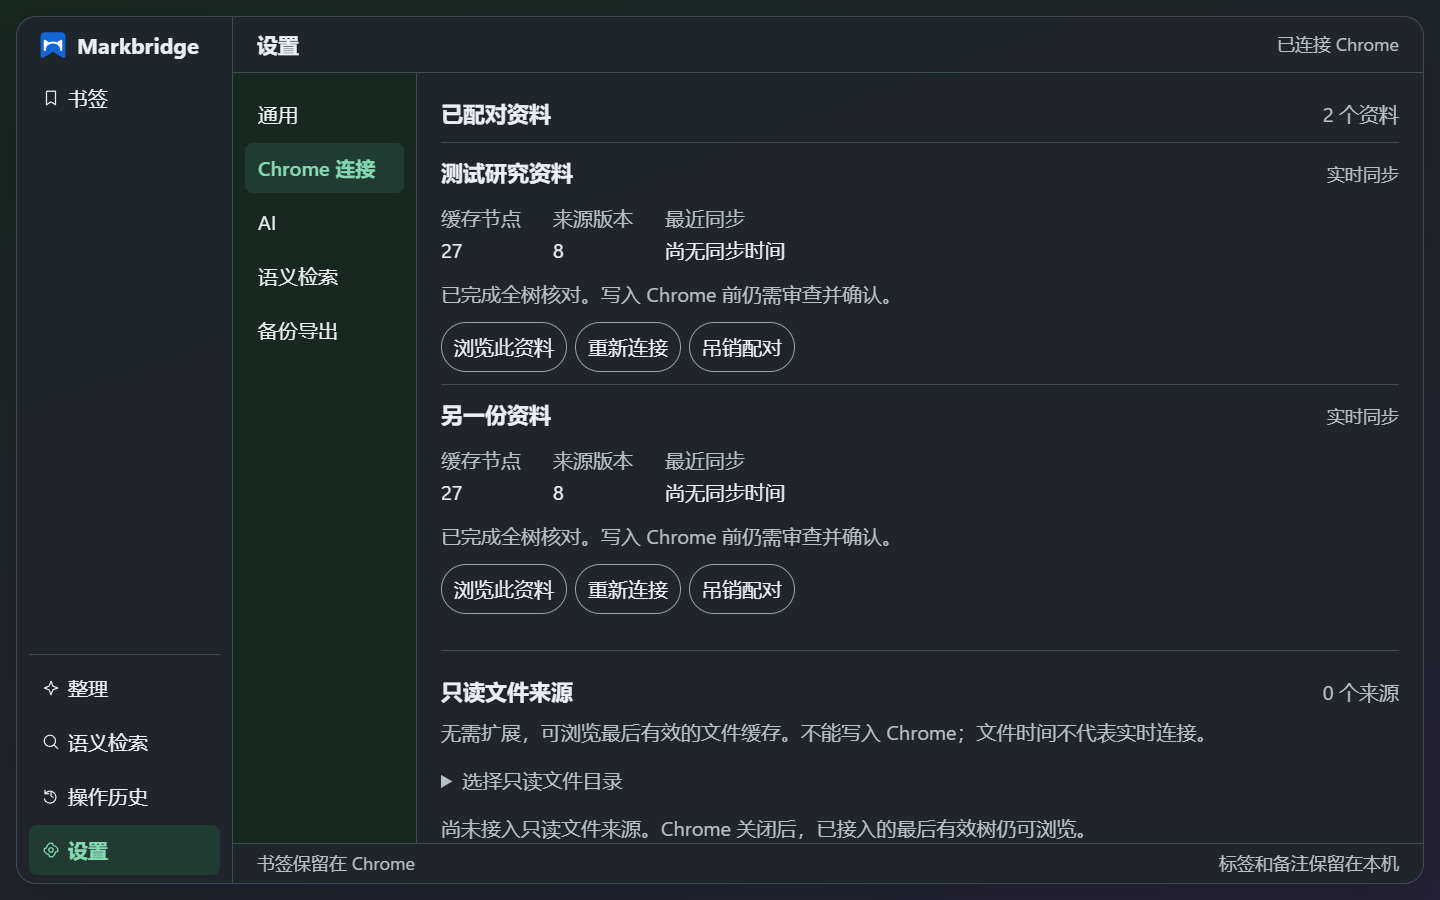 Markbridge
书签
整理
语义检索
操作历史
设置
设置
已连接 Chrome
通用
Chrome 连接
AI
语义检索
备份导出
已配对资料
2 个资料
测试研究资料
实时同步
缓存节点 来源版本 最近同步
27 8 尚无同步时间
已完成全树核对。写入 Chrome 前仍需审查并确认。
浏览此资料 重新连接 吊销配对
另一份资料
实时同步
缓存节点 来源版本 最近同步
27 8 尚无同步时间
已完成全树核对。写入 Chrome 前仍需审查并确认。
浏览此资料 重新连接 吊销配对
只读文件来源
0 个来源
无需扩展，可浏览最后有效的文件缓存。不能写入 Chrome；文件时间不代表实时连接。
选择只读文件目录
尚未接入只读文件来源。Chrome 关闭后，已接入的最后有效树仍可浏览。
书签保留在 Chrome
标签和备注保留在本机